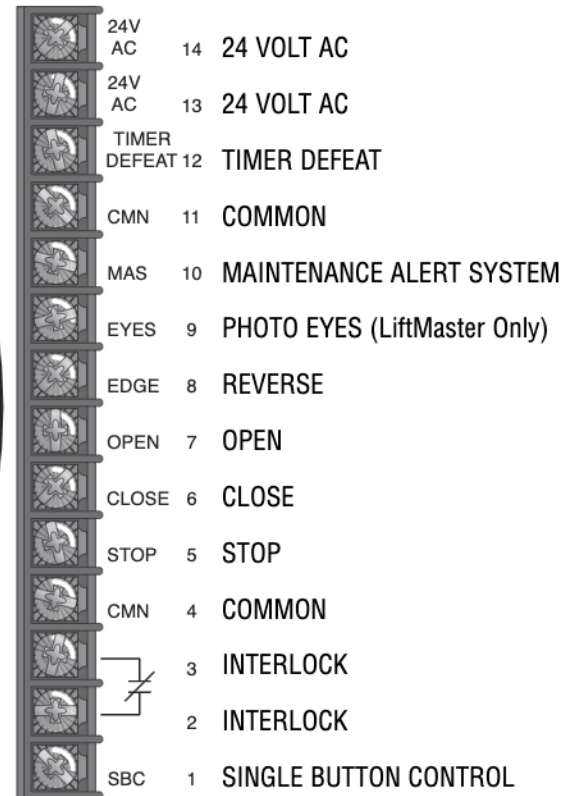 24V
AC 14 24 VOLT AC
24V
AC 13 24 VOLT AC
TIMER
DEFEAT 12 TIMER DEFEAT
CMN 11 COMMON
MAS 10 MAINTENANCE ALERT SYSTEM
EYES 9 PHOTO EYES (LiftMaster Only)
EDGE 8 REVERSE
OPEN 7 OPEN
CLOSE 6 CLOSE
STOP 5 STOP
CMN 4 COMMON
3 INTERLOCK
2 INTERLOCK
SBC 1 SINGLE BUTTON CONTROL